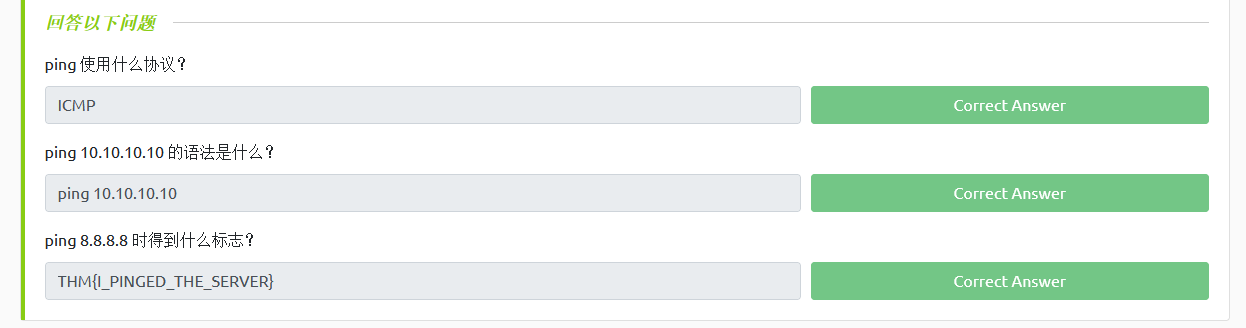 回答以下问题
ping 使用什么协议？
ICMP
Correct Answer
ping 10.10.10.10 的语法是什么？
ping 10.10.10.10
Correct Answer
ping 8.8.8.8 时得到什么标志？
THM{I_PINGED_THE_SERVER}
Correct Answer